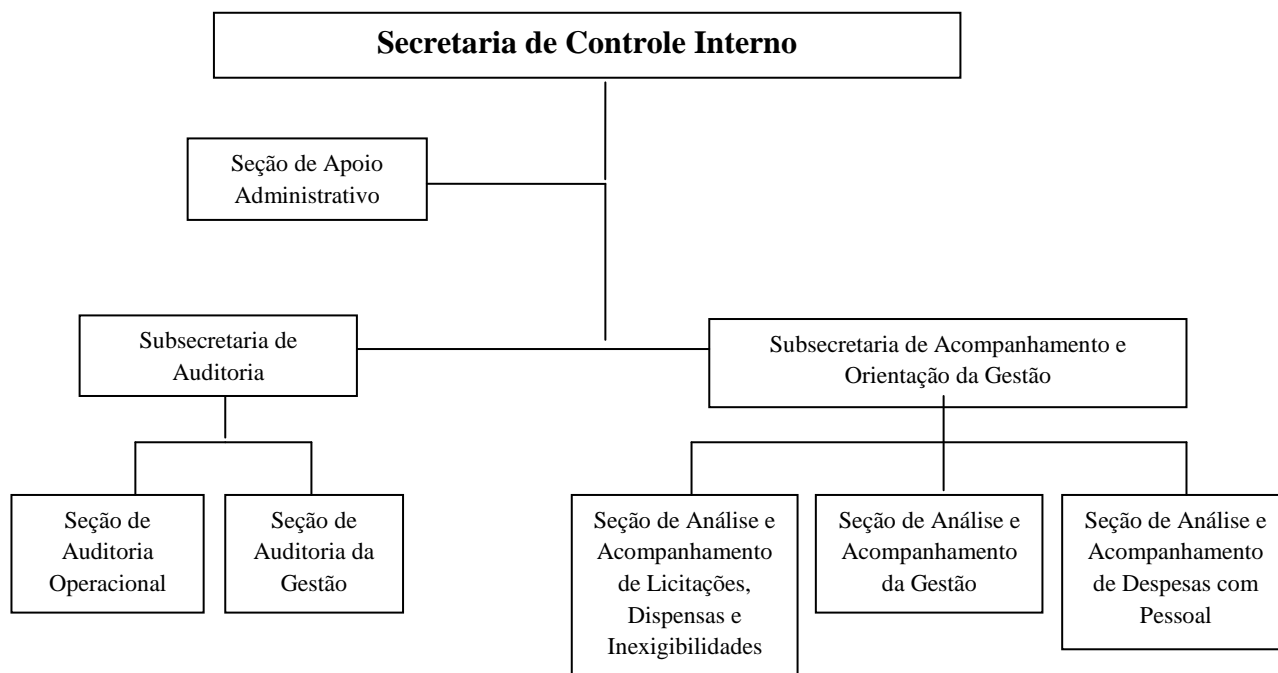 Secretaria de Controle Interno
Seção de Apoio
Administrativo
Subsecretaria de
Auditoria
Subsecretaria de Acompanhamento e
Orientação da Gestão
Seção de
Auditoria
Operacional
Seção de
Auditoria da
Gestão
Seção de Análise e
Acompanhamento
de Licitações,
Dispensas e
Inexigibilidades
Seção de Análise e
Acompanhamento
da Gestão
Seção de Análise e
Acompanhamento
de Despesas com
Pessoal